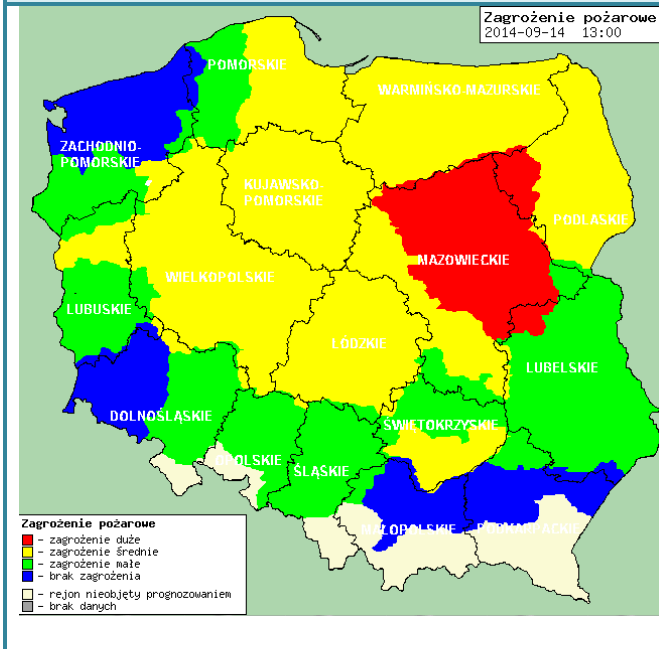 Zagrożenie pożarowe
2014-09-14 13:00
POMORSKIE
WARMIŃSKO-MAZURSKIE
ZACHODNIO-
POMORSKIE
KUJAWSKO-
POMORSKIE
PODLASKIE
MAZOWIECKIE
WIELKOPOLSKIE
LUBUSKIE
ŁÓDZKIE
LUBELSKIE
DOLNOŚLĄSKIE
ŚWIĘTOKRZYSKIE
OPOLSKIE
ŚLĄSKIE
MAŁOPOLSKIE
PODKARPACKIE
Zagrożenie pożarowe
– zagrożenie duże
– zagrożenie średnie
– zagrożenie małe
– brak zagrożenia
– rejon nieobjęty prognozowaniem
– brak danych